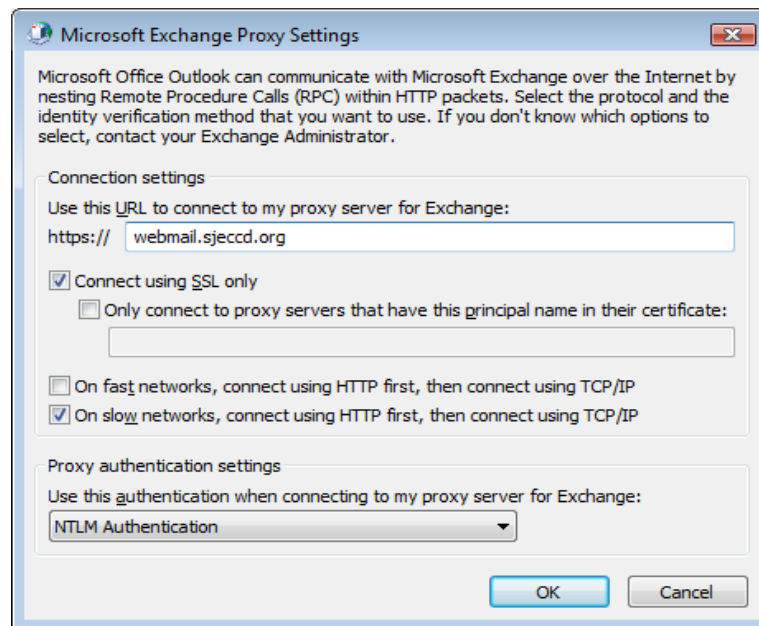 Microsoft Exchange Proxy Settings
Microsoft Office Outlook can communicate with Microsoft Exchange over the Internet by
nesting Remote Procedure Calls (RPC) within HTTP packets. Select the protocol and the
identity verification method that you want to use. If you don't know which options to
select, contact your Exchange Administrator.
Connection settings
Use this URL to connect to my proxy server for Exchange:
https:// webmail.sjeccd.org
Connect using SSL only
Only connect to proxy servers that have this principal name in their certificate:
On fast networks, connect using HTTP first, then connect using TCP/IP
On slow networks, connect using HTTP first, then connect using TCP/IP
Proxy authentication settings
Use this authentication when connecting to my proxy server for Exchange:
NTLM Authentication
OK Cancel